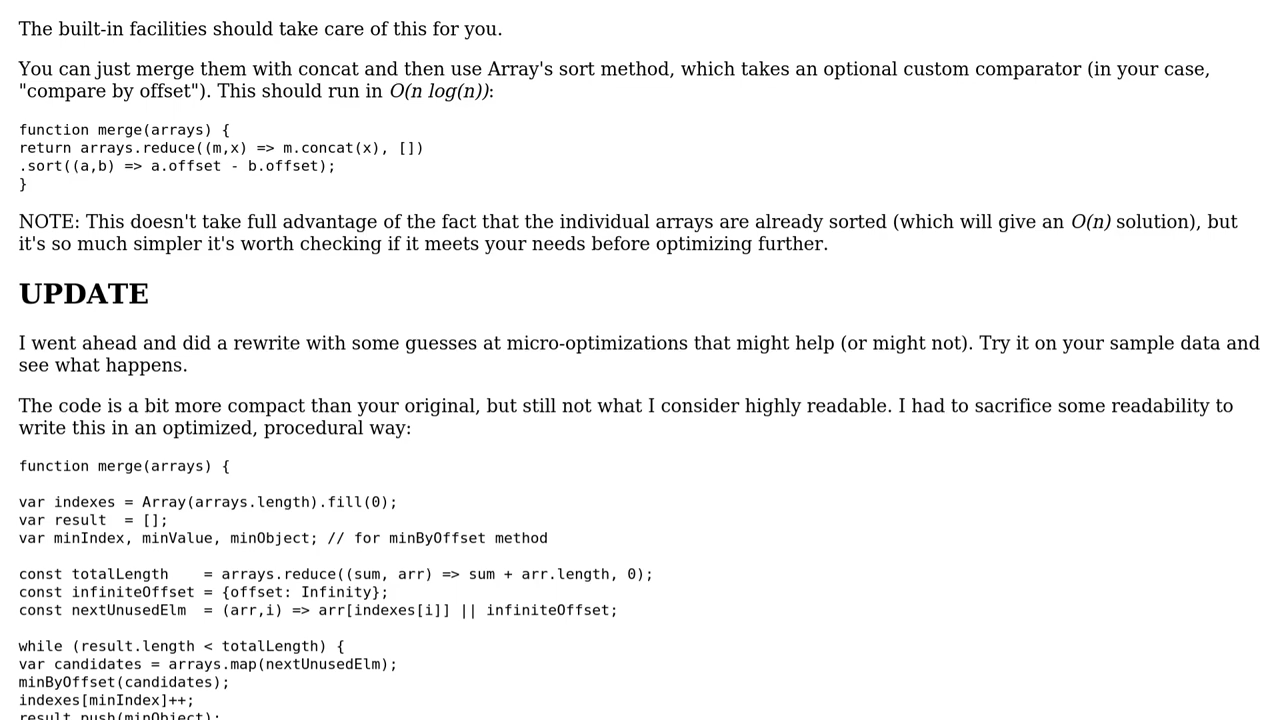 The built-in facilities should take care of this for you.
You can just merge them with concat and then use Array's sort method, which takes an optional custom comparator (in your case,
"compare by offset"). This should run in O(n log(n)):
function merge(arrays) {
return arrays.reduce((m,x) => m.concat(x), [])
.sort((a,b) => a.offset - b.offset);
}
NOTE: This doesn't take full advantage of the fact that the individual arrays are already sorted (which will give an O(n) solution), but
it's so much simpler it's worth checking if it meets your needs before optimizing further.
UPDATE
I went ahead and did a rewrite with some guesses at micro-optimizations that might help (or might not). Try it on your sample data and
see what happens.
The code is a bit more compact than your original, but still not what I consider highly readable. I had to sacrifice some readability to
write this in an optimized, procedural way:
function merge(arrays) {
var indexes = Array(arrays.length).fill(0);
var result  = [];
var minIndex, minValue, minObject; // for minByOffset method
const totalLength    = arrays.reduce((sum, arr) => sum + arr.length, 0);
const infiniteOffset = {offset: Infinity};
const nextUnusedElm  = (arr,i) => arr[indexes[i]] || infiniteOffset;
while (result.length < totalLength) {
var candidates = arrays.map(nextUnusedElm);
minByOffset(candidates);
indexes[minIndex]++;
result.push(minObject);